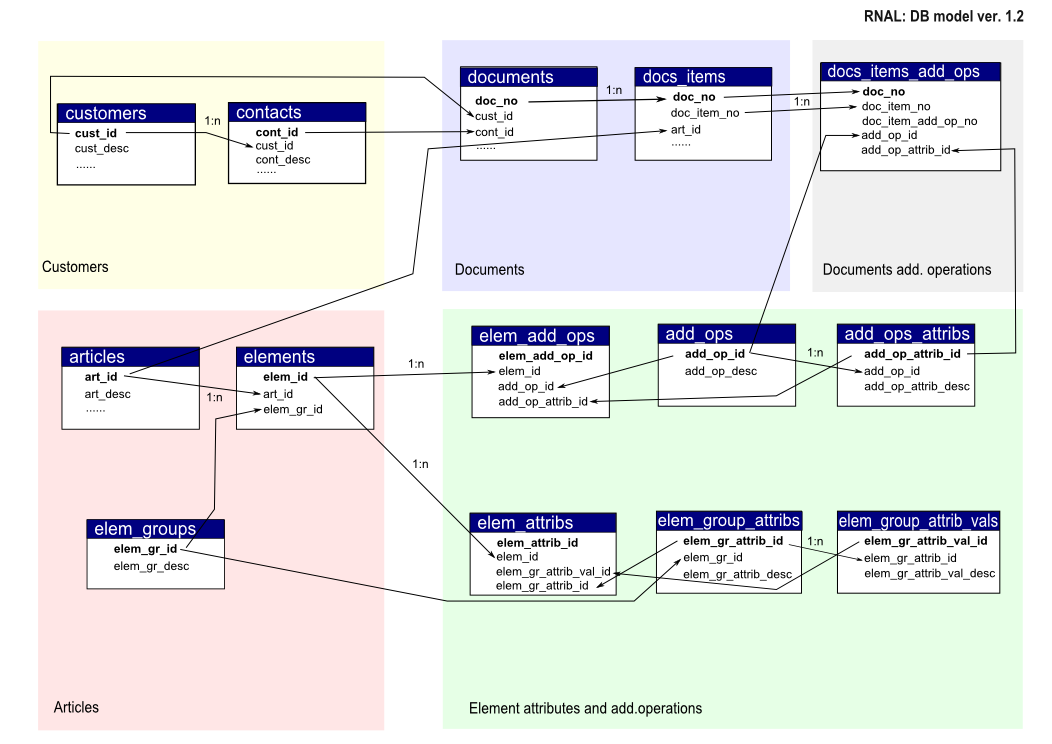 RNAL: DB model ver. 1.2
customers
cust_id
cust_desc
......
1:n
contacts
cont_id
cust_id
cont_desc
......
Customers
documents
doc_no
cust_id
cont_id
......
1:n
docs_items
doc_no
doc_item_no
art_id
......
Documents
1:n
docs_items_add_ops
doc_no
doc_item_no
doc_item_add_op_no
add_op_id
add_op_attrib_id
Documents add. operations
articles
art_id
art_desc
......
1:n
elements
elem_id
art_id
elem_gr_id
elem_groups
elem_gr_id
elem_gr_desc
Articles
1:n
elem_add_ops
elem_add_op_id
elem_id
add_op_id
add_op_attrib_id
add_ops
add_op_id
add_op_desc
1:n
add_ops_attribs
add_op_attrib_id
add_op_id
add_op_attrib_desc
1:n
elem_attribs
elem_attrib_id
elem_id
elem_gr_attrib_val_id
elem_gr_attrib_id
elem_group_attribs
elem_gr_attrib_id
elem_gr_id
elem_gr_attrib_desc
1:n
elem_group_attrib_vals
elem_gr_attrib_val_id
elem_gr_attrib_id
elem_gr_attrib_val_desc
Element attributes and add.operations